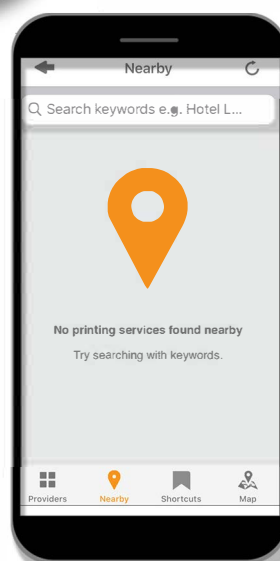 Nearby
Search keywords e.g. Hotel L...
No printing services found nearby
Try searching with keywords.
Providers Nearby Shortcuts Map